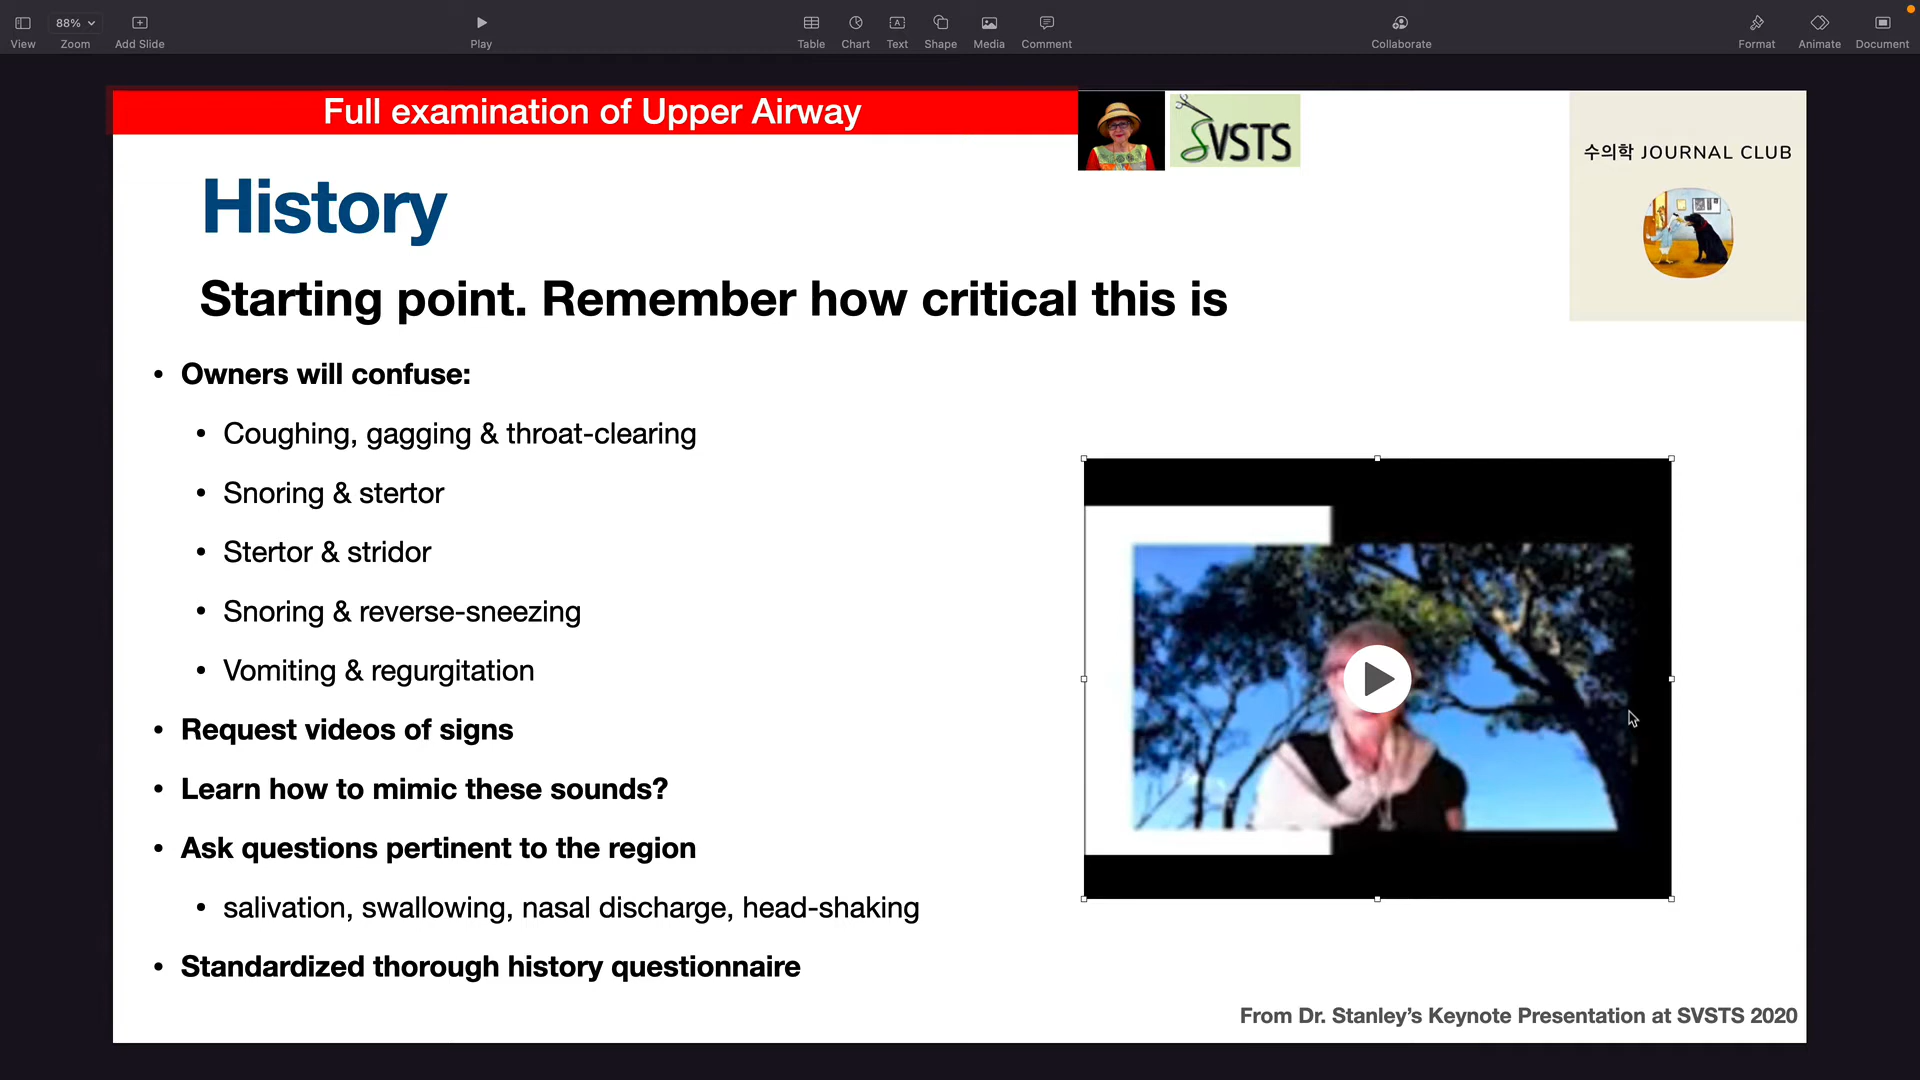 88%
View
Zoom
Add Slide
Play
Table
Chart
Text
Shape
Media
Comment
Collaborate
Format
Animate
Document
Full examination of Upper Airway
SVSTS
수의학 JOURNAL CLUB
History
Starting point. Remember how critical this is
• Owners will confuse:
• Coughing, gagging & throat-clearing
• Snoring & stertor
• Stertor & stridor
• Snoring & reverse-sneezing
• Vomiting & regurgitation
• Request videos of signs
• Learn how to mimic these sounds?
• Ask questions pertinent to the region
• salivation, swallowing, nasal discharge, head-shaking
• Standardized thorough history questionnaire
From Dr. Stanley’s Keynote Presentation at SVSTS 2020